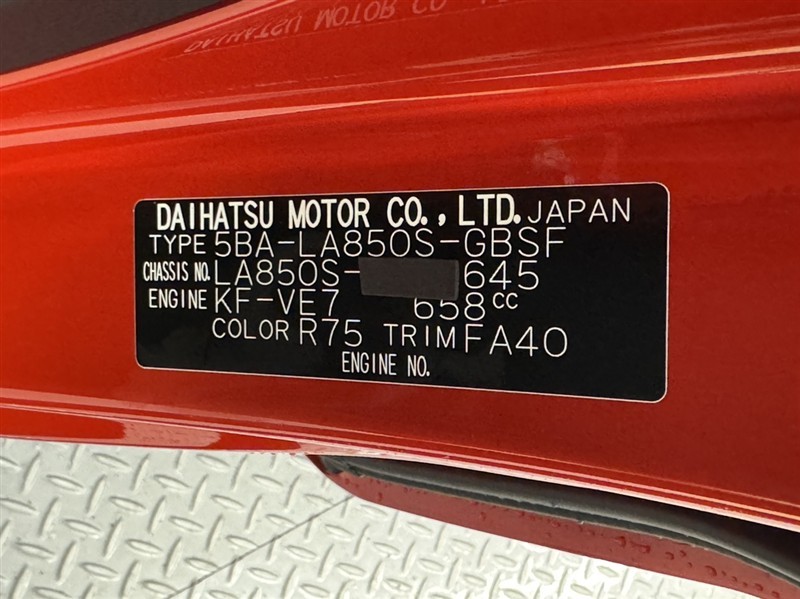 DAIHATSU MOTOR CO., LTD. JAPAN
TYPE 5BA-LA850S-GBSF
CHASSIS NO. LA850S- 645
ENGINE KF-VE7 658CC
COLOR R75 TRIM FA40
ENGINE NO.